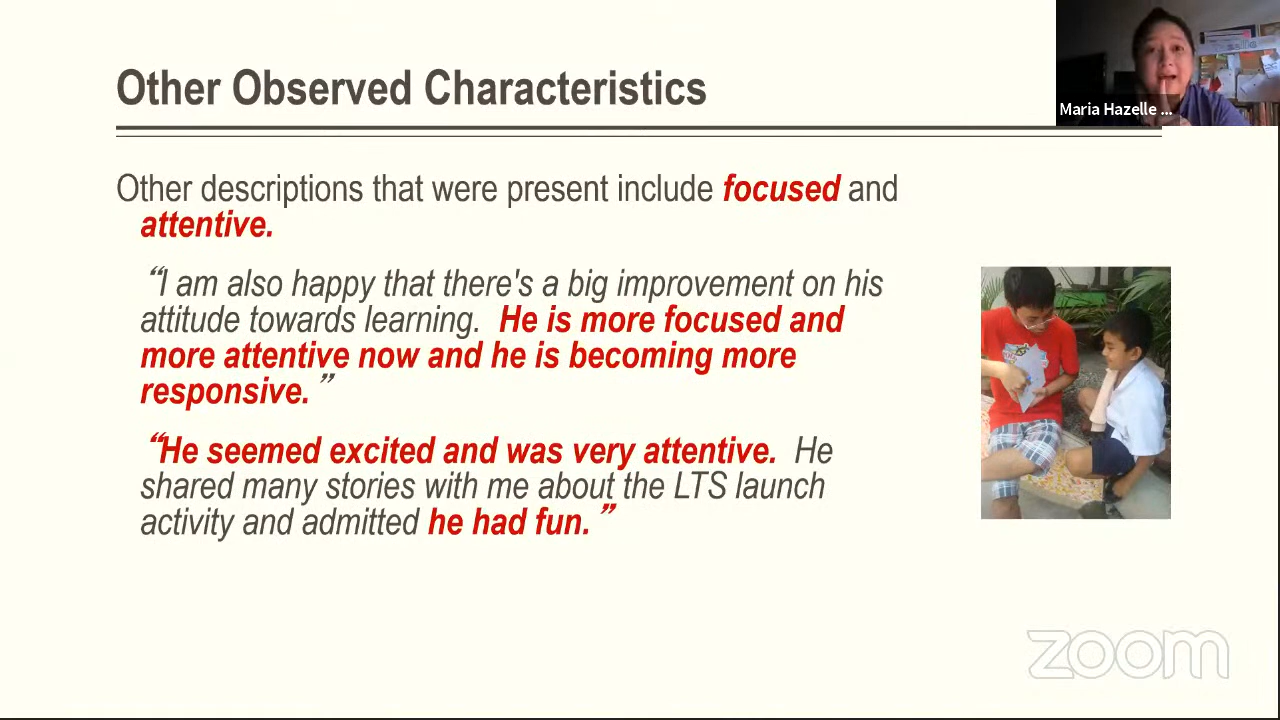 Other Observed Characteristics
Maria Hazelle ...
Other descriptions that were present include focused and
attentive.
“I am also happy that there's a big improvement on his
attitude towards learning. He is more focused and
more attentive now and he is becoming more
responsive.”
“He seemed excited and was very attentive. He
shared many stories with me about the LTS launch
activity and admitted he had fun.”
zoom